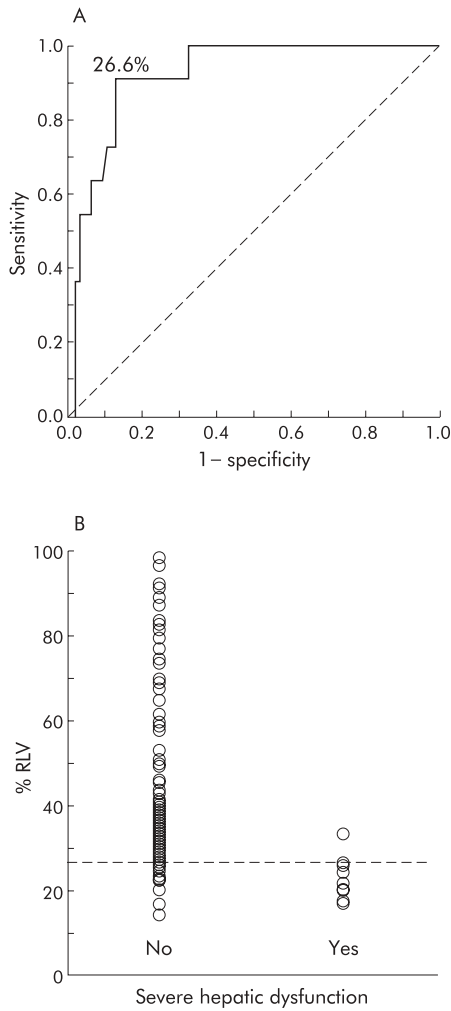 A
1.0
26.6%
0.8
0.6
0.4
0.2
0.0
Sensitivity
0.0 0.2 0.4 0.6 0.8 1.0
1– specificity
B
100
80
60
40
20
0
% RLV
No Yes
Severe hepatic dysfunction